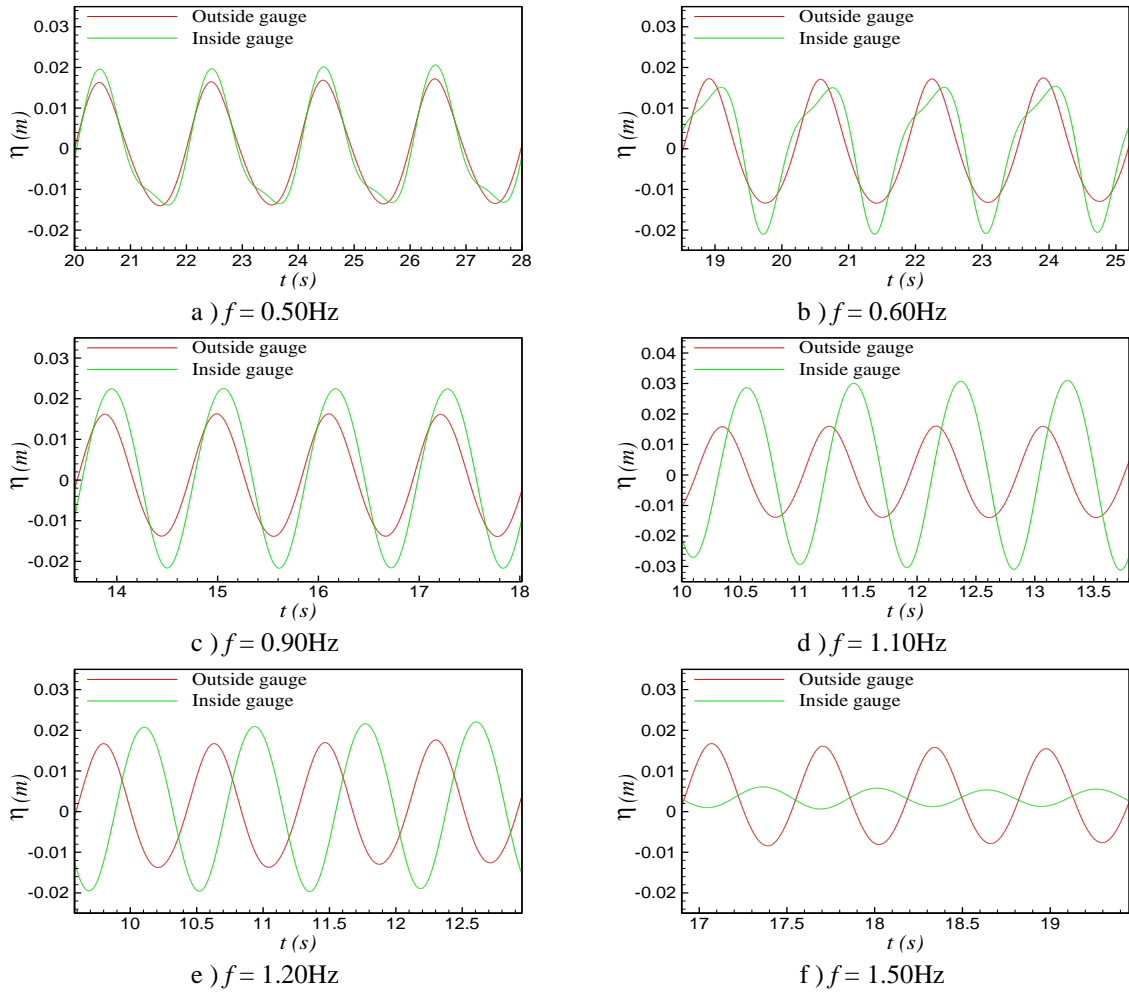 Outside gauge
Inside gauge
0.03
0.02
0.01
0
-0.01
-0.02
η (m)
20 21 22 23 24 25 26 27 28
t (s)
a ) f = 0.50Hz
Outside gauge
Inside gauge
0.03
0.02
0.01
0
-0.01
-0.02
η (m)
19 20 21 22 23 24 25
t (s)
b ) f = 0.60Hz
Outside gauge
Inside gauge
0.03
0.02
0.01
0
-0.01
-0.02
η (m)
14 15 16 17 18
t (s)
c ) f = 0.90Hz
Outside gauge
Inside gauge
0.04
0.03
0.02
0.01
0
-0.01
-0.02
-0.03
η (m)
10 10.5 11 11.5 12 12.5 13 13.5
t (s)
d ) f = 1.10Hz
Outside gauge
Inside gauge
0.03
0.02
0.01
0
-0.01
-0.02
η (m)
10 10.5 11 11.5 12 12.5
t (s)
e ) f = 1.20Hz
Outside gauge
Inside gauge
0.03
0.02
0.01
0
-0.01
-0.02
η (m)
17 17.5 18 18.5 19
t (s)
f ) f = 1.50Hz